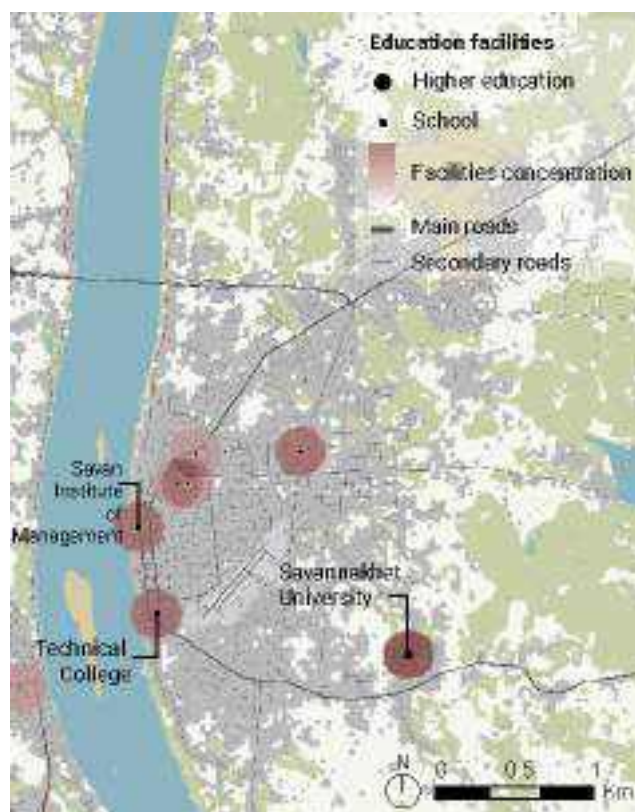 Education facilities
Higher education
School
Facilities concentration
Main roads
Secondary roads
Savan
Institute
of
Management
Savannakhet
University
Technical
College
N
0 0.5 1
Km